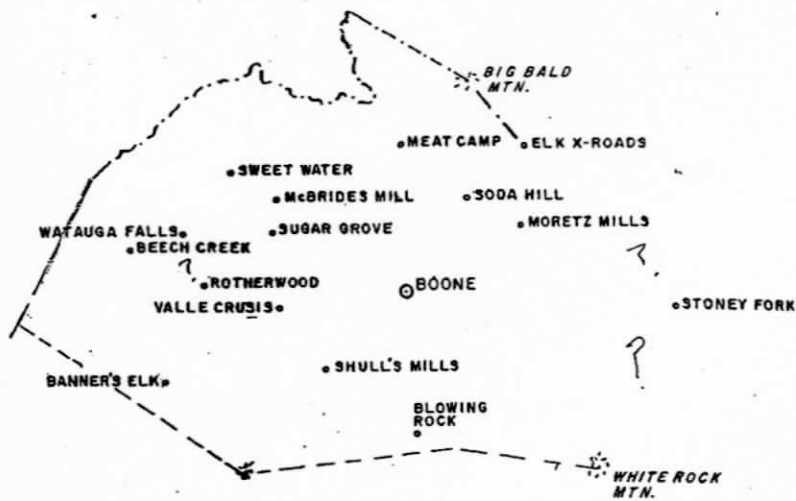 BIG BALD
MTN.
MEAT CAMP
ELK X-ROADS
SWEET WATER
McBRIDES MILL
SODA HILL
WATAUGA FALLS
SUGAR GROVE
MORETZ MILLS
BEECH CREEK
?
?
ROTHERWOOD
BOONE
VALLE CRUSIS
STONEY FORK
?
SHULL'S MILLS
BANNER'S ELK
BLOWING
ROCK
WHITE ROCK
MTN.